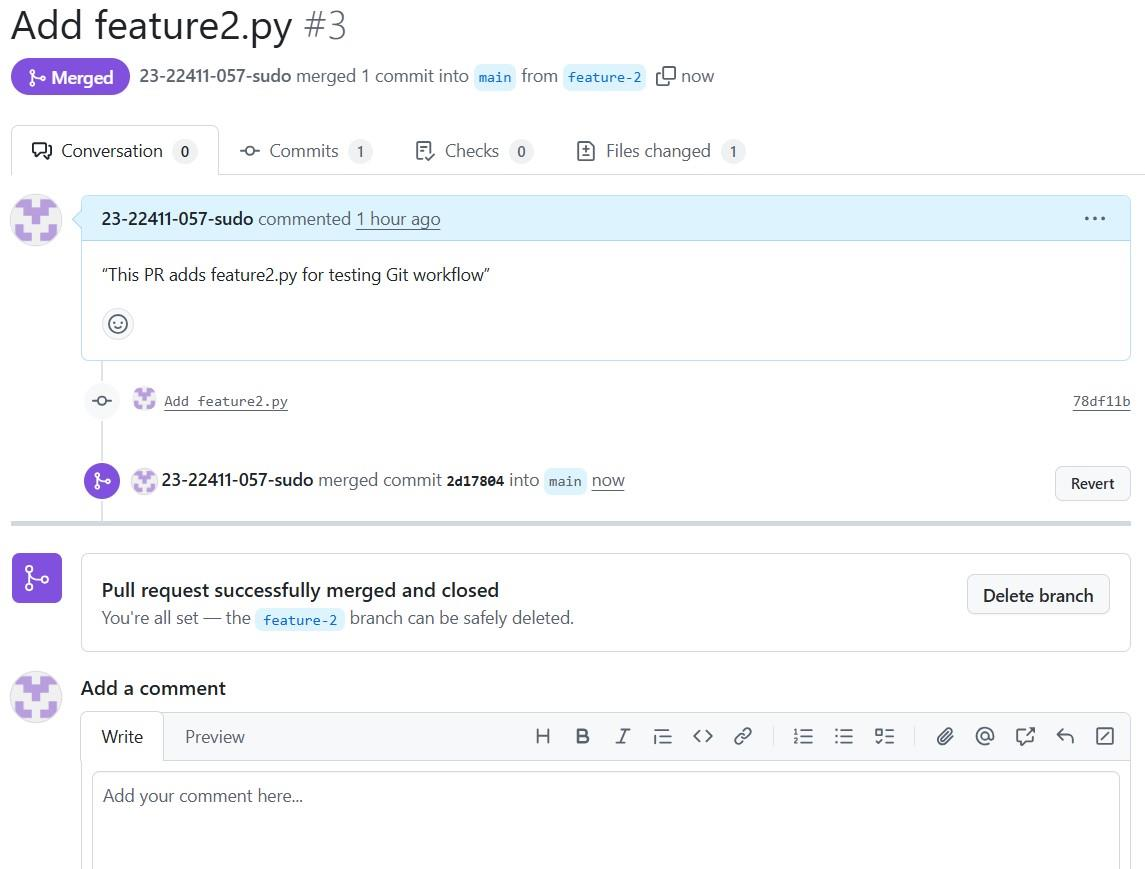 Add feature2.py #3
Merged 23-22411-057-sudo merged 1 commit into main from feature-2 now
Conversation 0 Commits 1 Checks 0 Files changed 1
23-22411-057-sudo commented 1 hour ago
“This PR adds feature2.py for testing Git workflow”
Add feature2.py 78df11b
23-22411-057-sudo merged commit 2d17804 into main now
Revert
Pull request successfully merged and closed
You're all set — the feature-2 branch can be safely deleted.
Delete branch
Add a comment
Write Preview
Add your comment here...